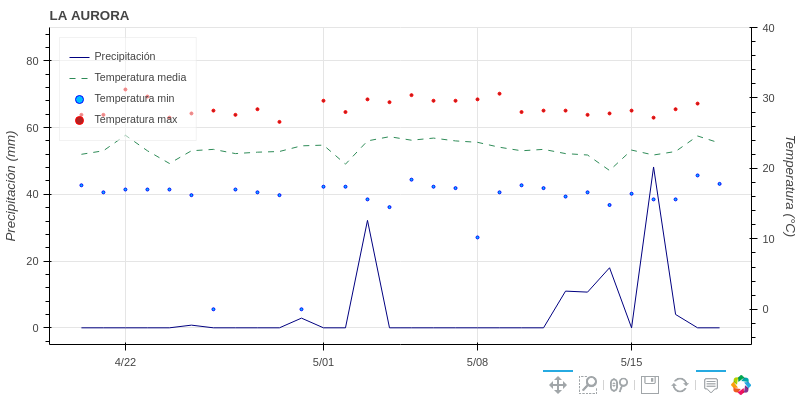 LA AURORA
Precipitación
Temperatura media
Temperatura min
Temperatura max
Precipitación (mm)
80
60
40
20
0
Temperatura (°C)
40
30
20
10
0
4/22
5/01
5/08
5/15